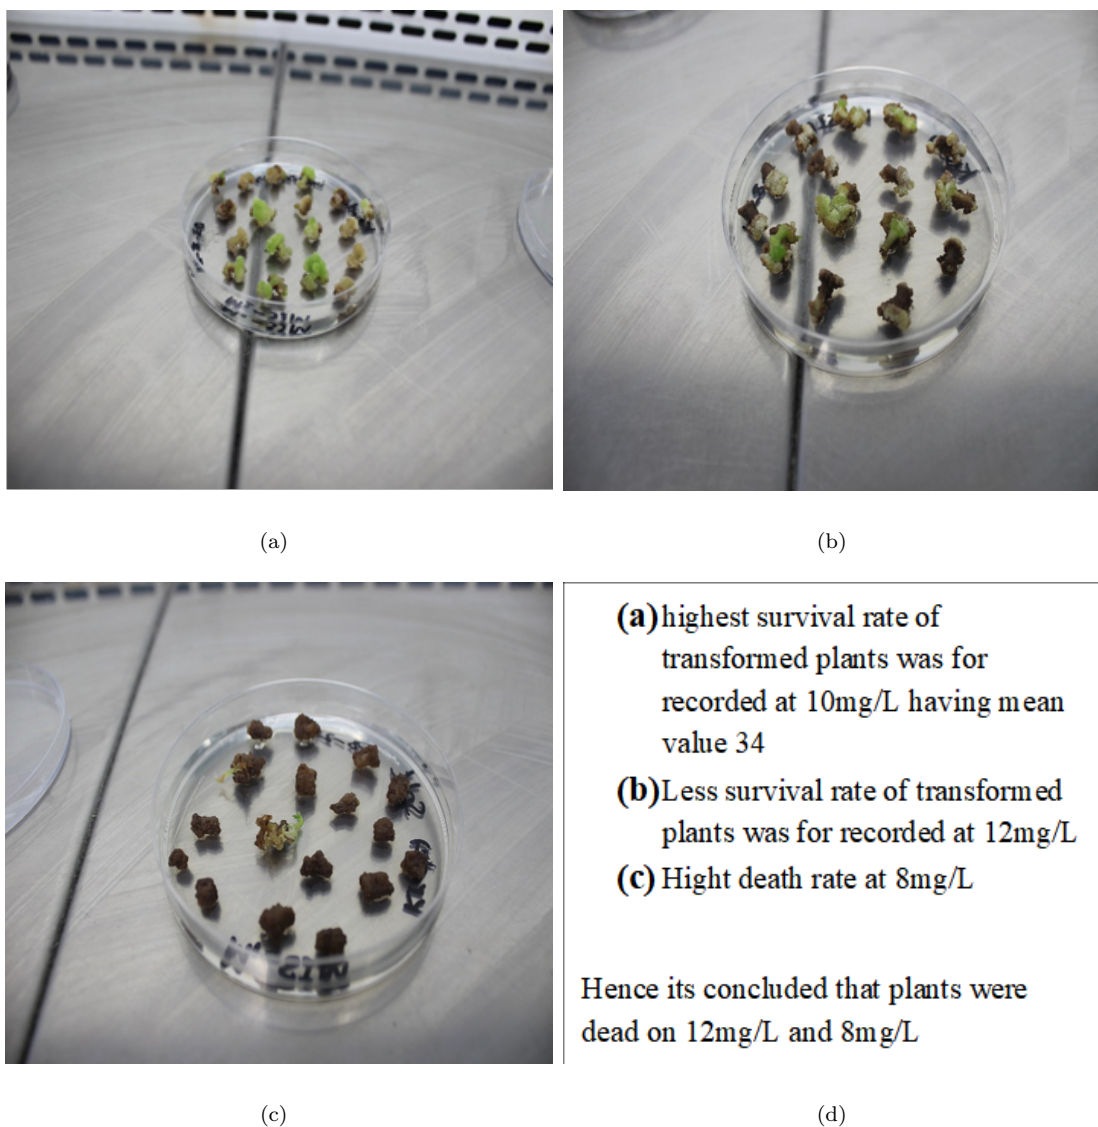 (a)
(b)
(a) highest survival rate of
transformed plants was for
recorded at 10mg/L having mean
value 34
(b) Less survival rate of transformed
plants was for recorded at 12mg/L
(c) Hight death rate at 8mg/L
Hence its concluded that plants were
dead on 12mg/L and 8mg/L
(c)
(d)